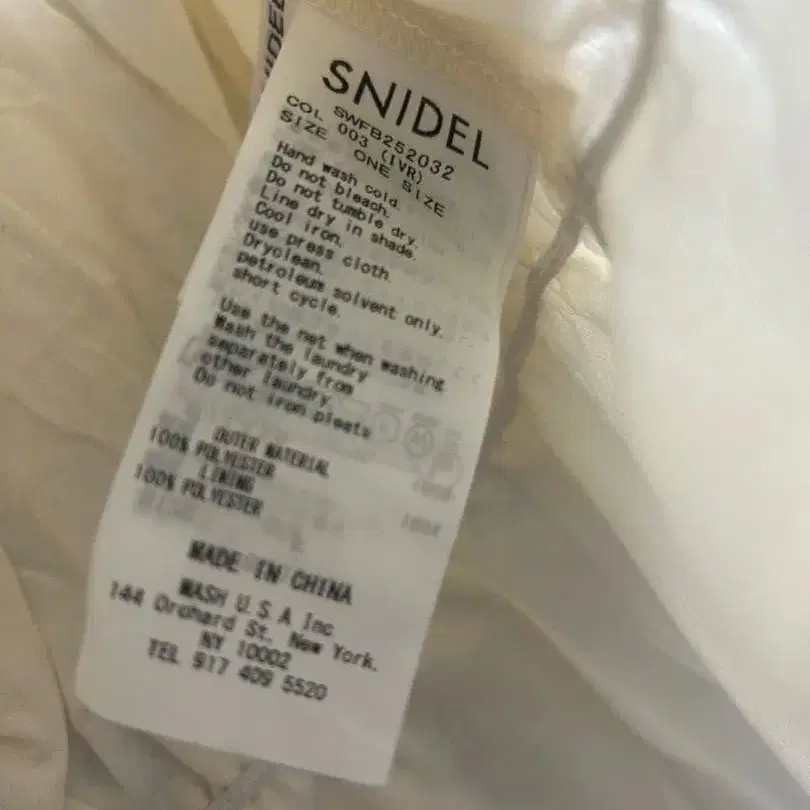 SNIDEL
SWFB252032
COL 003 (IVR)
SIZE ONE SIZE
Hand wash cold.
Do not bleach.
Do not tumble dry.
Line dry in shade.
Cool iron.
use press cloth.
Dryclean.
petroleum solvent only.
short cycle.
Use the net when washing
Wash the laundry
separately from
other laundry.
Do not iron pleats
OUTER MATERIAL
100% POLYESTER
LINING
100% POLYESTER
MADE IN CHINA
MASH U.S.A Inc
144 Orchard St. New York.
NY 10002
TEL 917 409 5520